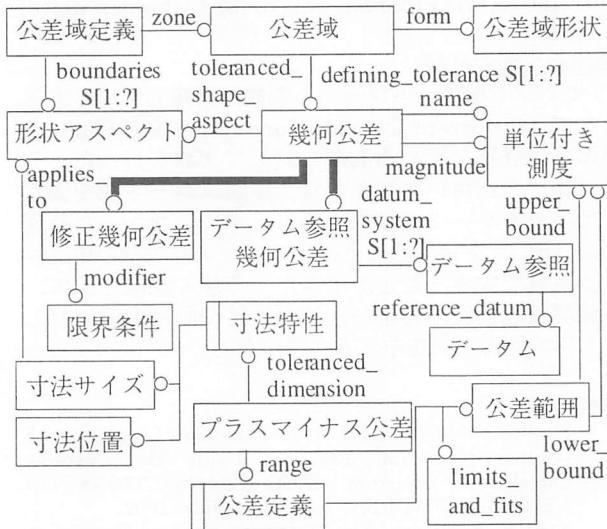 公差域定義
zone
公差域
form
公差域形状
boundaries
S[1:?]
toleranced_
shape_
aspect
defining_tolerance S[1:?]
name
形状アスペクト
幾何公差
単位付き
測度
magnitude
applies_
to
修正幾何公差
データム参照
幾何公差
datum_
system
S[1:?]
upper_
bound
データム参照
modifier
限界条件
寸法特性
reference_datum
データム
toleranced_
dimension
寸法サイズ
寸法位置
プラスマイナス公差
公差範囲
range
公差定義
limits_
and_fits
lower_
bound